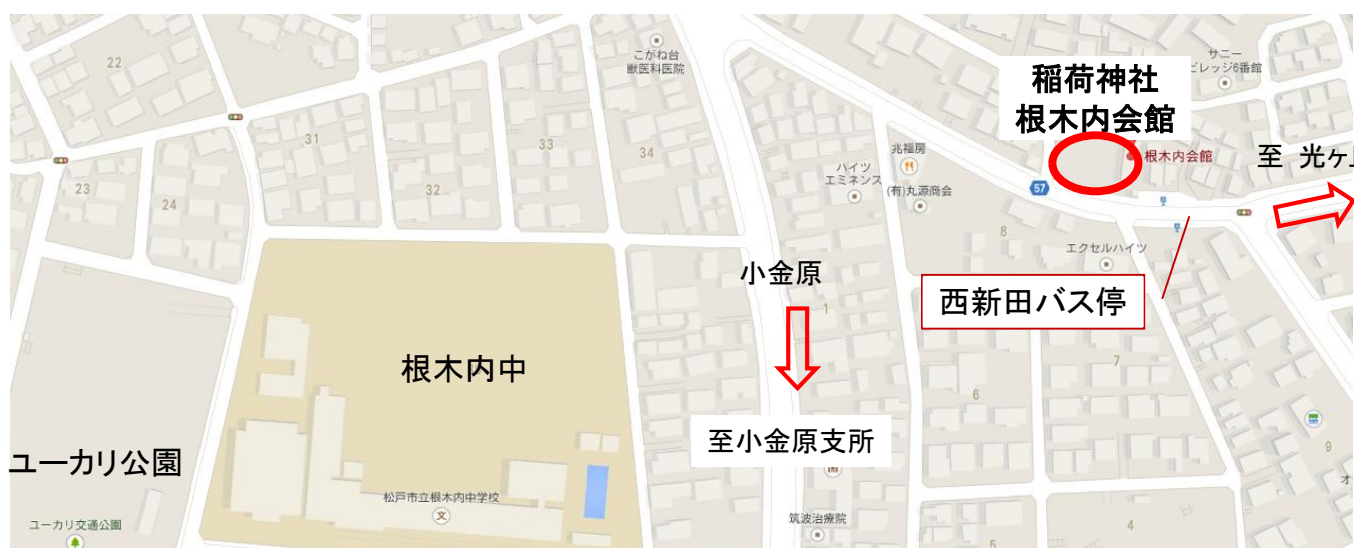 こがね台
獣医科医院
サニー
ビレッジ6番館
稲荷神社
根木内会館
22
31
33
34
兆福房
ハイツ
エミネンス
(有)丸源商会
根木内会館
至 光ケ
57
23
24
32
8
エクセルハイツ
小金原
西新田バス停
1
根木内中
7
6
至小金原支所
9
ユーカリ公園
オ
松戸市立根木内中学校
文
ユーカリ交通公園
筑波治療院
4
5